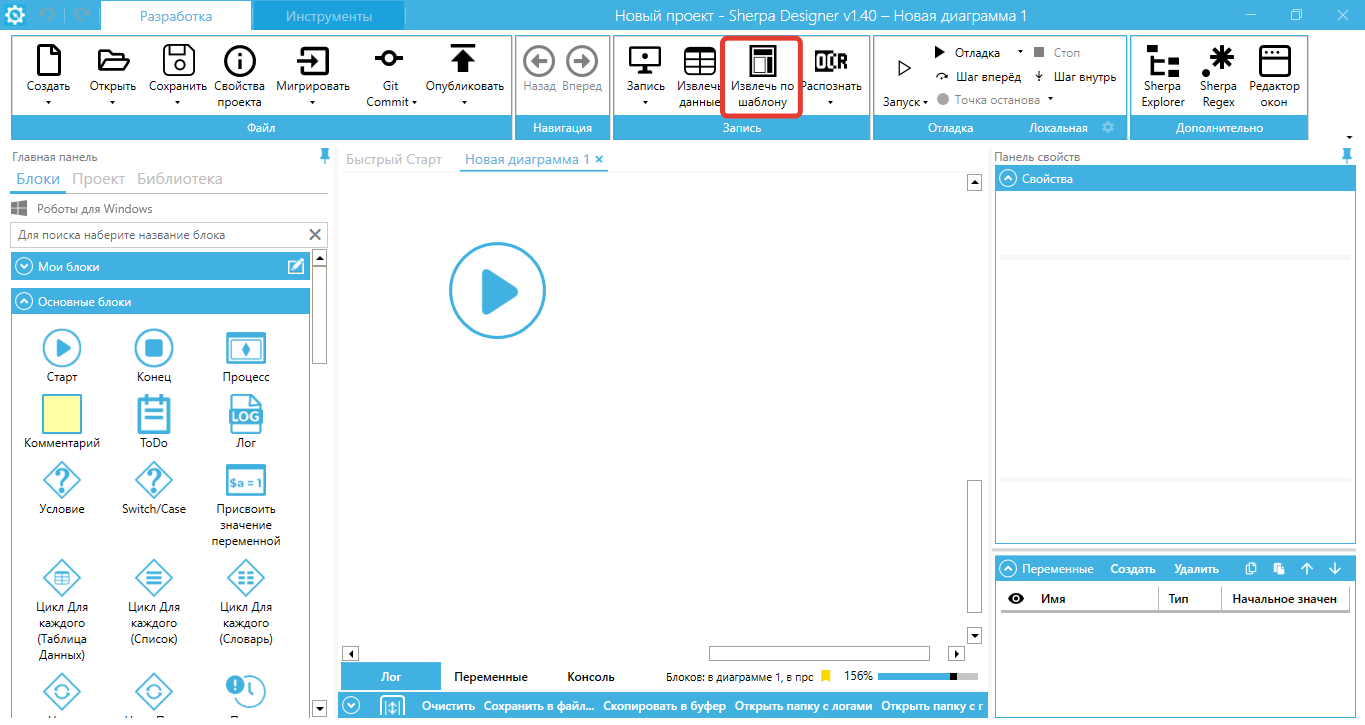 Разработка
Инструменты
Новый проект - Sherpa Designer v1.40 – Новая диаграмма 1
Создать
Открыть
Сохранить
Свойства
проекта
Мигрировать
Git
Commit
Опубликовать
Файл
Назад
Вперед
Навигация
Запись
Извлечь
данные
Извлечь по
шаблону
OCR
Распознать
Запись
Запуск
Отладка
Стоп
Шаг вперёд
Шаг внутрь
Точка останова
Отладка
Локальная
Sherpa
Explorer
Sherpa
Regex
Редактор
окон
Дополнительно
Главная панель
Блоки
Проект
Библиотека
Роботы для Windows
Для поиска наберите название блока
Мои блоки
Основные блоки
Старт
Конец
Процесс
Комментарий
ToDo
LOG
Лог
?
Условие
?
Switch/Case
$a = 1
Присвоить
значение
переменной
Цикл Для
каждого
(Таблица
Данных)
Цикл Для
каждого
(Список)
Цикл Для
каждого
(Словарь)
Быстрый Старт
Новая диаграмма 1
Лог
Переменные
Консоль
Блоков: в диаграмме 1, в прс
156%
Очистить
Сохранить в файл...
Скопировать в буфер
Открыть папку с логами
Открыть папку с г
Панель свойств
Свойства
Переменные
Создать
Удалить
Имя
Тип
Начальное значени